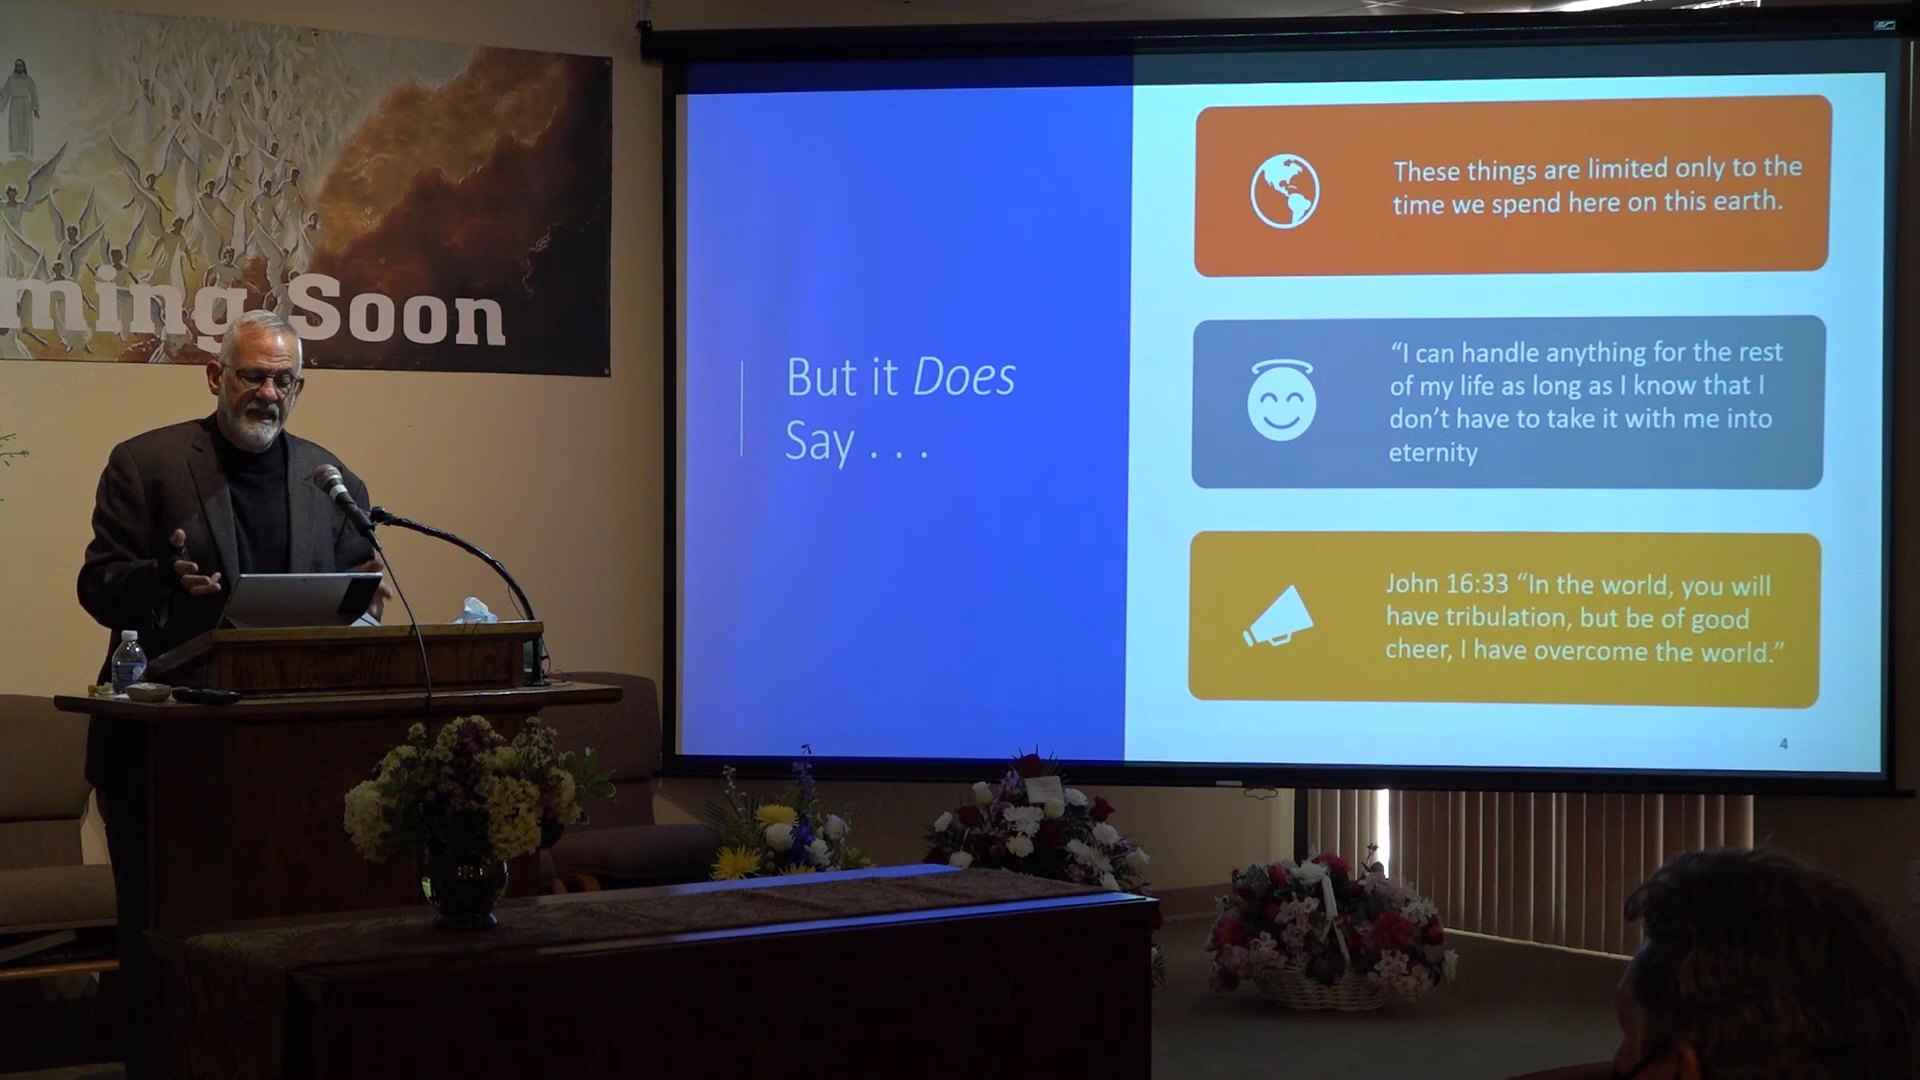 ming Soon
But it Does
Say . . .
These things are limited only to the
time we spend here on this earth.
“I can handle anything for the rest
of my life as long as I know that I
don’t have to take it with me into
eternity
John 16:33 “In the world, you will
have tribulation, but be of good
cheer, I have overcome the world.”
4